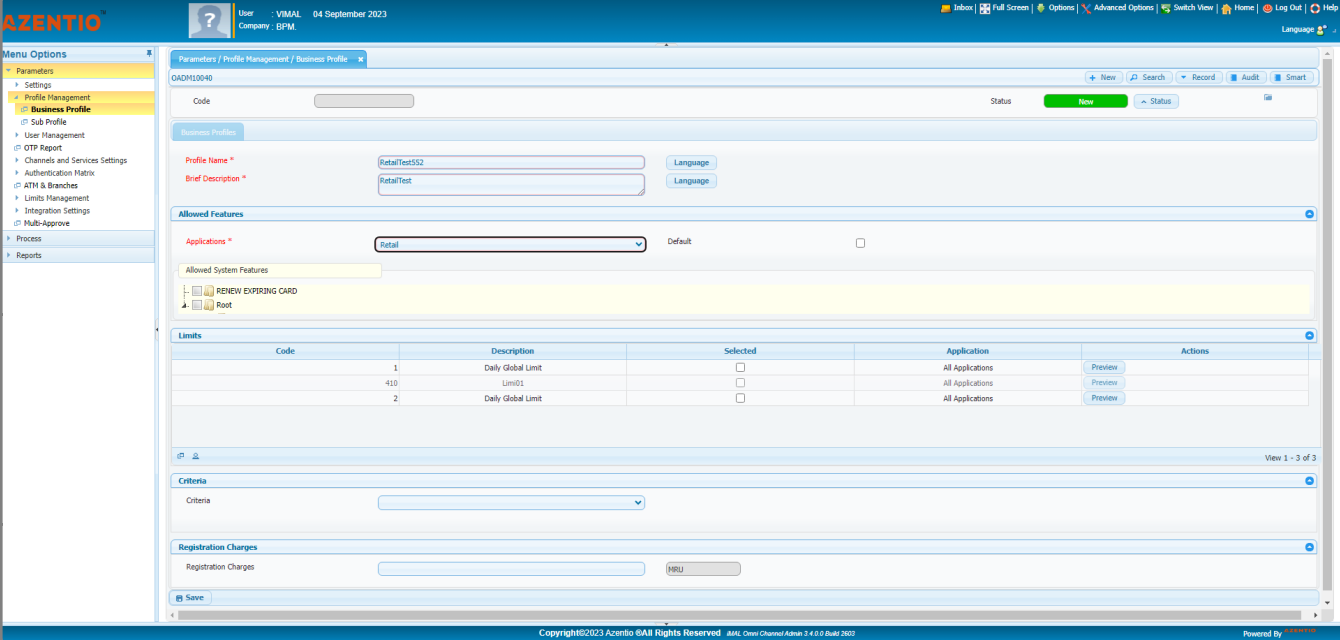 AZENTIO™
User : VIMAL 04 September 2023
Company : BPM.
Inbox | Full Screen | Options | Advanced Options | Switch View | Home | Log Out | Help
Language
Menu Options
Parameters
Settings
Profile Management
Business Profile
Sub Profile
User Management
OTP Report
Channels and Services Settings
Authentication Matrix
ATM & Branches
Limits Management
Integration Settings
Multi-Approve
Process
Reports
Parameters / Profile Management / Business Profile ×
OADM10040
+ New Search Record Audit Smart
Code Status New Status
Business Profiles
Profile Name * RetailTest552 Language
Brief Description * RetailTest Language
Allowed Features
Applications * Retail Default
Allowed System Features
RENEW EXPIRING CARD
Root
Limits
Code Description Selected Application Actions
1 Daily Global Limit All Applications Preview
410 Limi01 All Applications Preview
2 Daily Global Limit All Applications Preview
View 1 - 3 of 3
Criteria
Criteria
Registration Charges
Registration Charges MRU
Save
Copyright©2023 Azentio ®All Rights Reserved IMAL Omni Channel Admin 3.4.0.0 Build 2603
Powered By AZENTIO